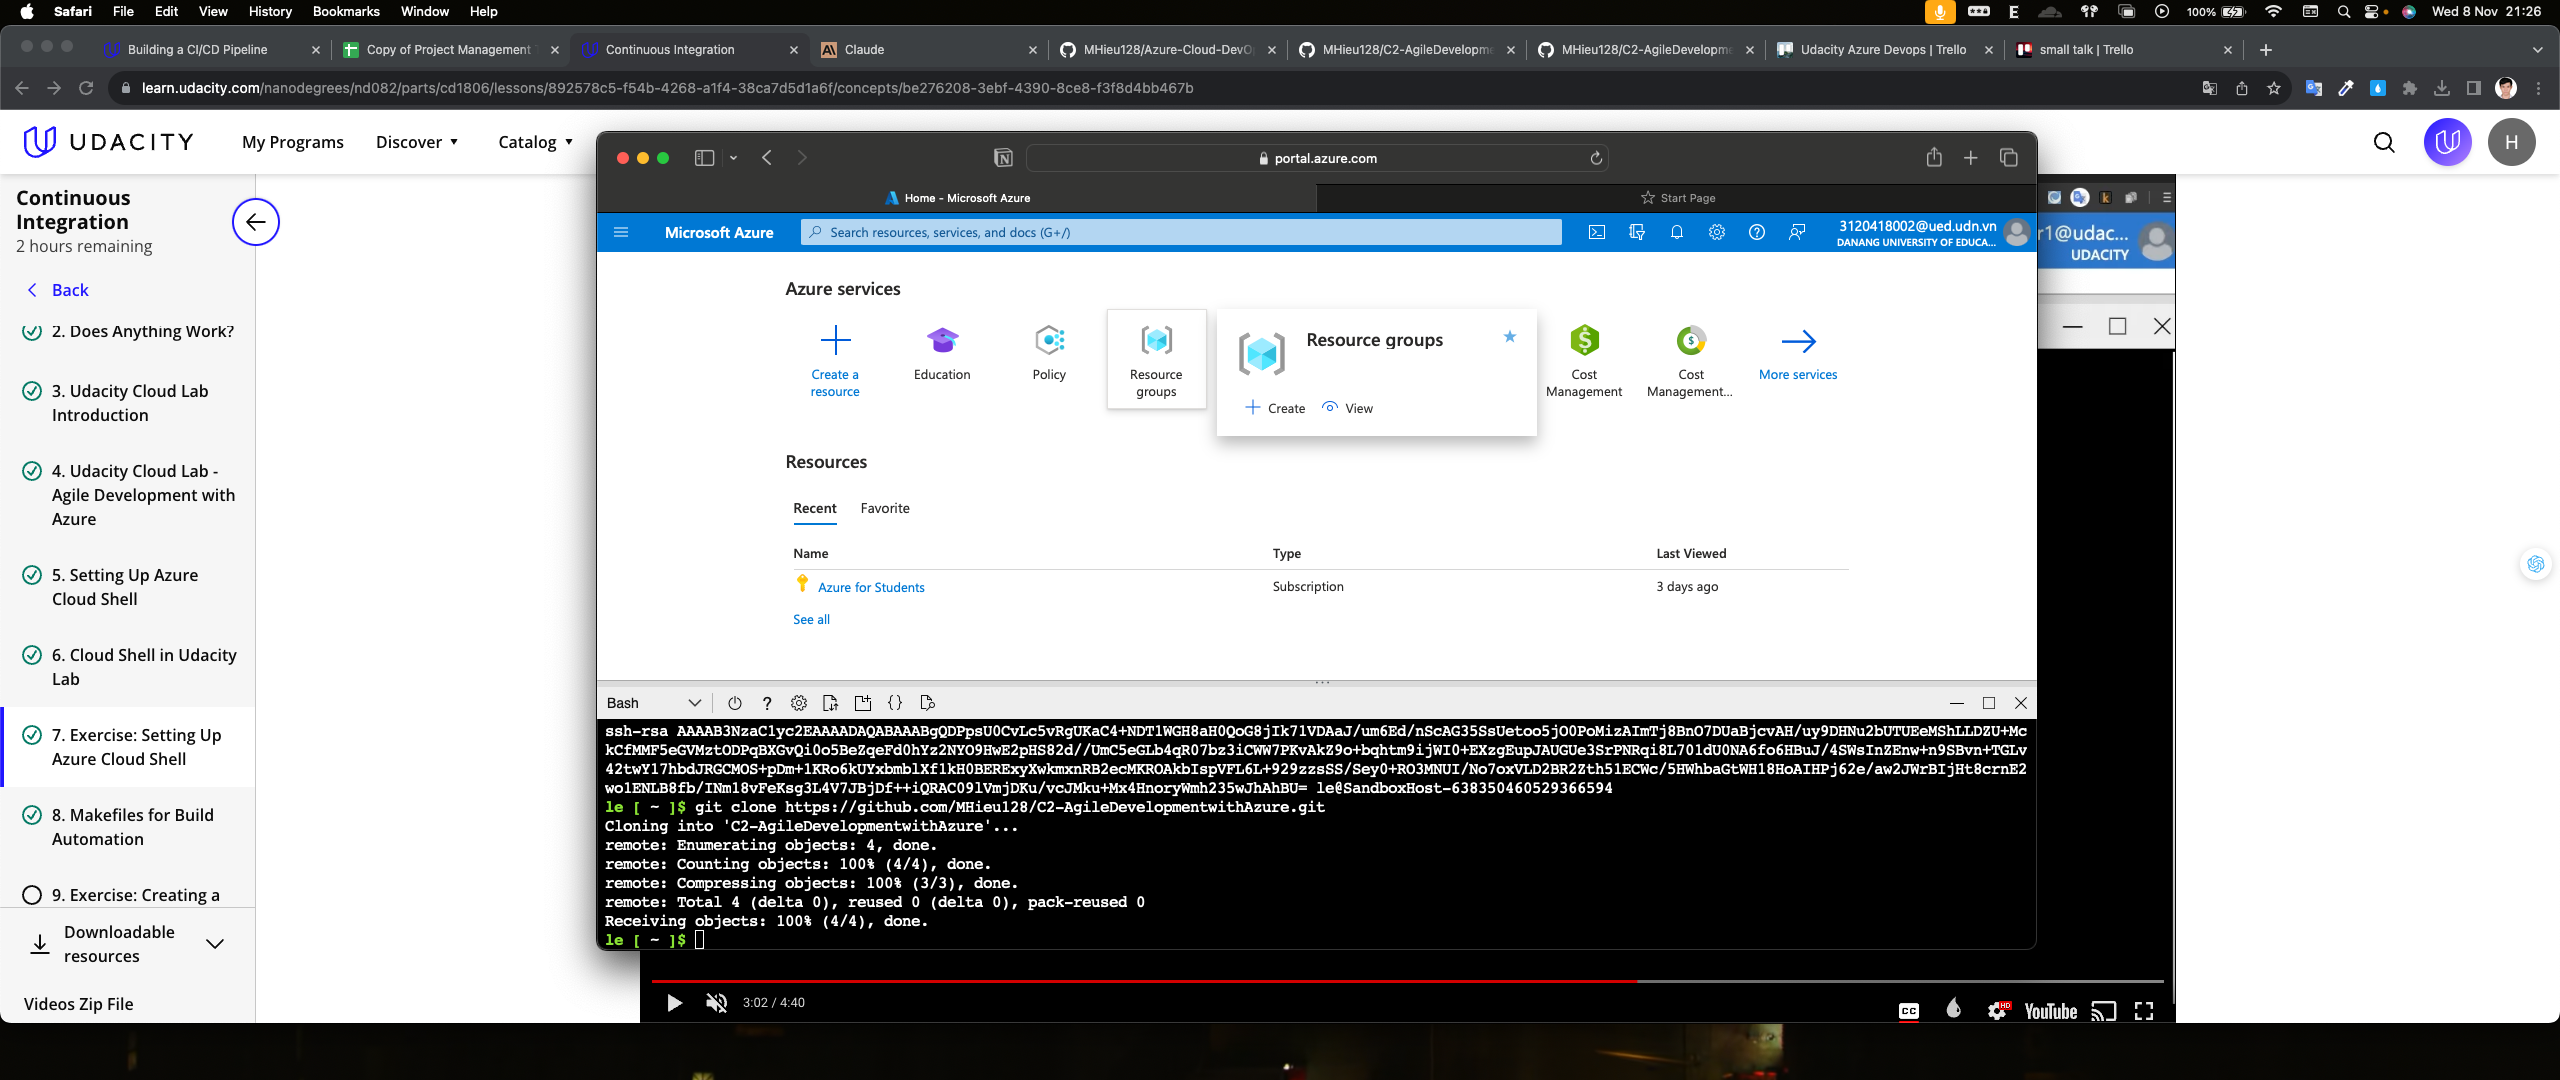 Safari File Edit View History Bookmarks Window Help
E 100% Wed 8 Nov 21:26
Building a CI/CD Pipeline
Copy of Project Management
Continuous Integration
Claude
MHieu128/Azure-Cloud-DevO
MHieu128/C2-AgileDevelopme
MHieu128/C2-AgileDevelopme
Udacity Azure Devops | Trello
small talk | Trello
learn.udacity.com/nanodegrees/nd082/parts/cd1806/lessons/892578c5-f54b-4268-a1f4-38ca7d5d1a6f/concepts/be276208-3ebf-4390-8ce8-f3f8d4bb467b
UDACITY
My Programs
Discover
Catalog
H
Continuous
Integration
2 hours remaining
Back
2. Does Anything Work?
3. Udacity Cloud Lab
Introduction
4. Udacity Cloud Lab -
Agile Development with
Azure
5. Setting Up Azure
Cloud Shell
6. Cloud Shell in Udacity
Lab
7. Exercise: Setting Up
Azure Cloud Shell
8. Makefiles for Build
Automation
9. Exercise: Creating a
Downloadable
resources
Videos Zip File
portal.azure.com
Home - Microsoft Azure
Start Page
Microsoft Azure
Search resources, services, and docs (G+/)
3120418002@ued.udn.vn
DANANG UNIVERSITY OF EDUCA...
r1@udac...
UDACITY
Azure services
Create a
resource
Education
Policy
Resource
groups
Resource groups
Create
View
Cost
Management
Cost
Management...
More services
Resources
Recent
Favorite
Name Type Last Viewed
Azure for Students Subscription 3 days ago
See all
Bash
ssh-rsa AAAAB3NzaC1yc2EAAAADAQABAAABgQDPpsU0CvLc5vRgUKaC4+NDT1WGH8aH0QoG8jIk71VDAaJ/um6Ed/nScAG35SsUetoo5jO0PoMizAImTj8BnO7DUaBjcvAH/uy9DHNu2bUTUEeMShLLDZU+Mc
kCfMMF5eGVMztODPqBXGvQi0o5BeZqeFd0hYz2NYO9HwE2pHS82d//UmC5eGLb4qR07bz3iCWW7PKvAkZ9o+bqhtm9ijWI0+EXzgEupJAUGUe3SrPNRqi8L701dU0NA6fo6HBuJ/4SWsInZEnw+n9SBvn+TGLv
42twY17hbdJRGCMOS+pDm+1KRo6kUYxbmblXf1kH0BERExyXwkmxnRB2ecMKROAkbIspVFL6L+929zzsSS/Sey0+RO3MNUI/No7oxVLD2BR2Zth51ECWc/5HWhbaGtWH18HoAIHPj62e/aw2JWrBIjHt8crnE2
wo1ENLB8fb/INm18vFeKsg3L4V7JBjDf++iQRAC09lVmjDKu/vcJMku+Mx4HnoryWmh235wJhAhBU= le@SandboxHost-638350460529366594
le [ ~ ]$ git clone https://github.com/MHieu128/C2-AgileDevelopmentwithAzure.git
Cloning into 'C2-AgileDevelopmentwithAzure'...
remote: Enumerating objects: 4, done.
remote: Counting objects: 100% (4/4), done.
remote: Compressing objects: 100% (3/3), done.
remote: Total 4 (delta 0), reused 0 (delta 0), pack-reused 0
Receiving objects: 100% (4/4), done.
le [ ~ ]$
3:02 / 4:40
CC
HD
YouTube